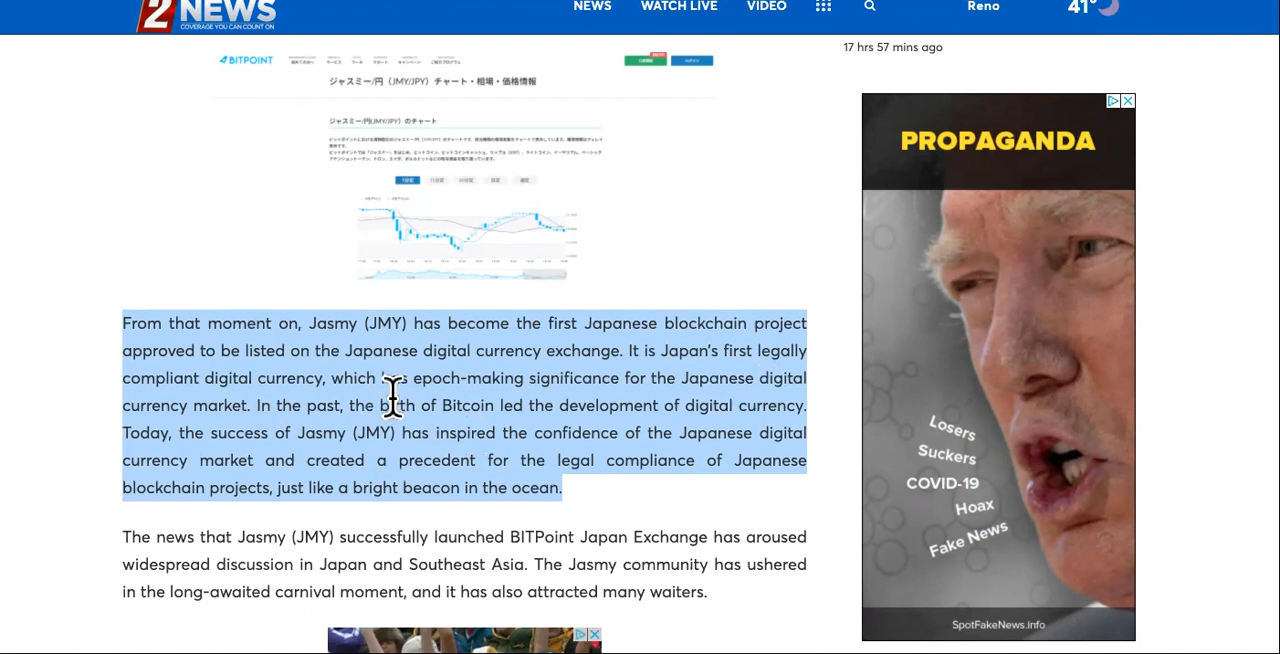 2 NEWS
COVERAGE YOU CAN COUNT ON
NEWS WATCH LIVE VIDEO Reno 41°
17 hrs 57 mins ago
BITPOINT
ジャスミー/円（JMY/JPY）チャート・相場・価格情報
ジャスミー/円(JMY/JPY）のチャート
From that moment on, Jasmy (JMY) has become the first Japanese blockchain project
approved to be listed on the Japanese digital currency exchange. It is Japan's first legally
compliant digital currency, which has epoch-making significance for the Japanese digital
currency market. In the past, the birth of Bitcoin led the development of digital currency.
Today, the success of Jasmy (JMY) has inspired the confidence of the Japanese digital
currency market and created a precedent for the legal compliance of Japanese
blockchain projects, just like a bright beacon in the ocean.
The news that Jasmy (JMY) successfully launched BITPoint Japan Exchange has aroused
widespread discussion in Japan and Southeast Asia. The Jasmy community has ushered
in the long-awaited carnival moment, and it has also attracted many waiters.
PROPAGANDA
Losers
Suckers
COVID-19
Hoax
Fake News
SpotFakeNews.info